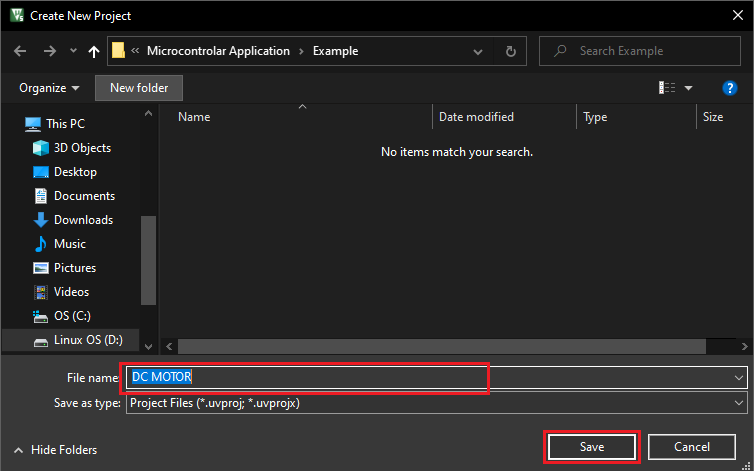 Create New Project
Microcontrolar Application > Example
Search Example
Organize
New folder
?
Name
Date modified
Type
Size
No items match your search.
This PC
3D Objects
Desktop
Documents
Downloads
Music
Pictures
Videos
OS (C:)
Linux OS (D:)
File name: DC MOTOR
Save as type: Project Files (*.uvproj; *.uvprojx)
Hide Folders
Save
Cancel